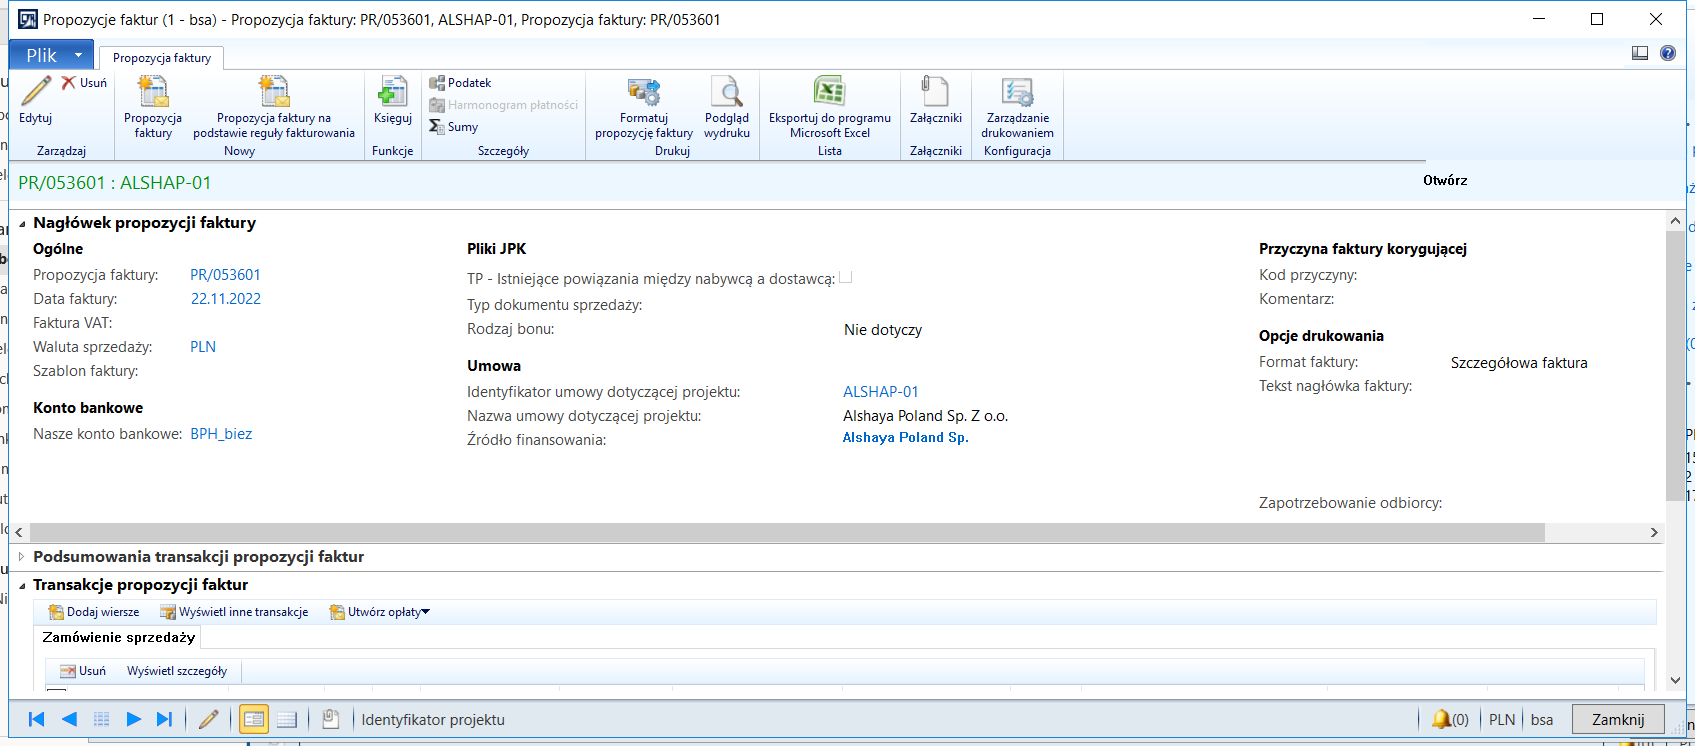 Propozycje faktur (1 - bsa) - Propozycja faktury: PR/053601, ALSHAP-01, Propozycja faktury: PR/053601
Plik
Propozycja faktury
Edytuj
Usuń
Zarządzaj
Propozycja
faktury
Propozycja faktury na
podstawie reguły fakturowania
Nowy
Księguj
Funkcje
Podatek
Harmonogram płatności
Sumy
Szczegóły
Formatuj
propozycję faktury
Podgląd
wydruku
Drukuj
Eksportuj do programu
Microsoft Excel
Lista
Załączniki
Załączniki
Zarządzanie
drukowaniem
Konfiguracja
PR/053601 : ALSHAP-01
Otwórz
Nagłówek propozycji faktury
Ogólne
Propozycja faktury: PR/053601
Data faktury: 22.11.2022
Faktura VAT:
Waluta sprzedaży: PLN
Szablon faktury:
Konto bankowe
Nasze konto bankowe: BPH_biez
Pliki JPK
TP - Istniejące powiązania między nabywcą a dostawcą:
Typ dokumentu sprzedaży:
Rodzaj bonu: Nie dotyczy
Umowa
Identyfikator umowy dotyczącej projektu: ALSHAP-01
Nazwa umowy dotyczącej projektu: Alshaya Poland Sp. Z o.o.
Źródło finansowania: Alshaya Poland Sp.
Przyczyna faktury korygującej
Kod przyczyny:
Komentarz:
Opcje drukowania
Format faktury: Szczegółowa faktura
Tekst nagłówka faktury:
Zapotrzebowanie odbiorcy:
Podsumowania transakcji propozycji faktur
Transakcje propozycji faktur
Dodaj wiersze Wyświetl inne transakcje Utwórz opłaty
Zamówienie sprzedaży
Usuń Wyświetl szczegóły
Identyfikator projektu
(0) PLN bsa Zamknij